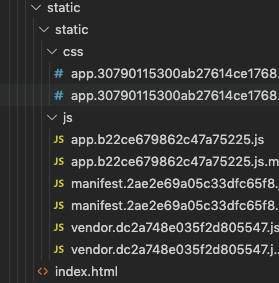 static
static
css
# app.30790115300ab27614ce1768.
# app.30790115300ab27614ce1768.
js
JS app.b22ce679862c47a75225.js
JS app.b22ce679862c47a75225.js.m
JS manifest.2ae2e69a05c33dfc65f8.
JS manifest.2ae2e69a05c33dfc65f8.
JS vendor.dc2a748e035f2d805547.js
JS vendor.dc2a748e035f2d805547.j...
<> index.html